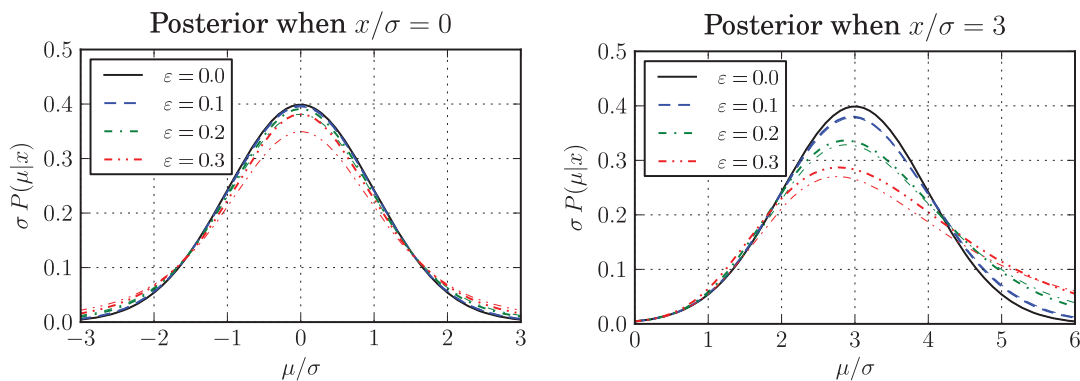 Posterior when x/σ = 0
0.5
0.4
0.3
0.2
0.1
0.0
σ P(μ|x)
ε = 0.0
ε = 0.1
ε = 0.2
ε = 0.3
−3 −2 −1 0 1 2 3
μ/σ
Posterior when x/σ = 3
0.5
0.4
0.3
0.2
0.1
0.0
σ P(μ|x)
ε = 0.0
ε = 0.1
ε = 0.2
ε = 0.3
0 1 2 3 4 5 6
μ/σ